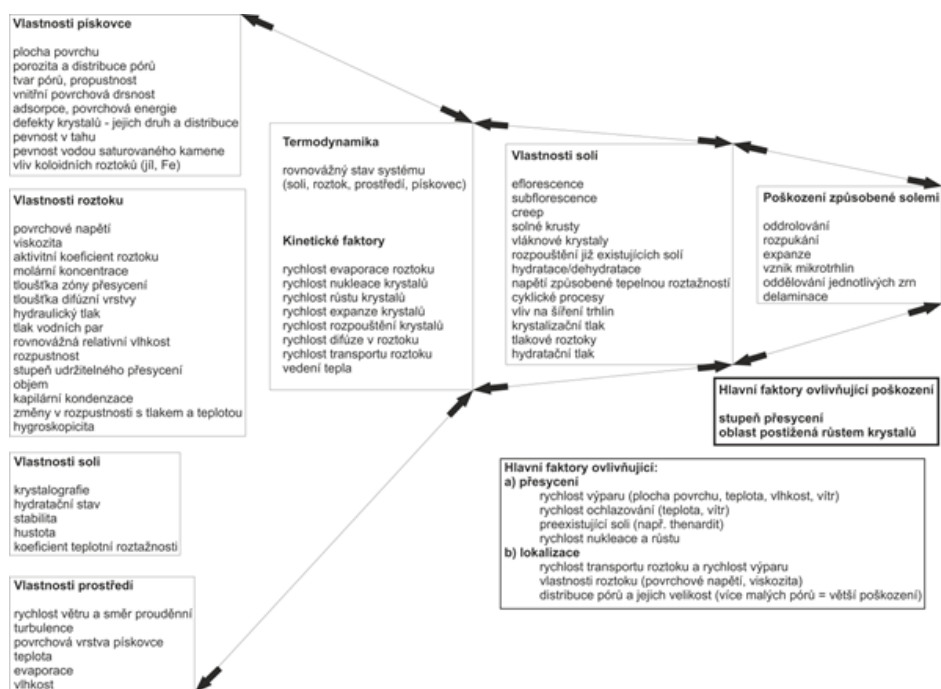 Vlastnosti pískovce
plocha povrchu
porozita a distribuce pórů
tvar pórů, propustnost
vnitřní povrchová drsnost
adsorpce, povrchová energie
defekty krystalů - jejich druh a distribuce
pevnost v tahu
pevnost vodou saturovaného kamene
vliv koloidních roztoků (jíl, Fe)
Vlastnosti roztoku
povrchové napětí
viskozita
aktivitní koeficient roztoku
molární koncentrace
tloušťka zóny přesycení
tloušťka difúzní vrstvy
hydraulický tlak
tlak vodních par
rovnovážná relativní vlhkost
rozpustnost
stupeň udržitelného přesycení
objem
kapilární kondenzace
změny v rozpustnosti s tlakem a teplotou
hygroskopicita
Vlastnosti soli
krystalografie
hydratační stav
stabilita
hustota
koeficient teplotní roztažnosti
Vlastnosti prostředí
rychlost větru a směr prouděnní
turbulence
povrchová vrstva pískovce
teplota
evaporace
vlhkost
Termodynamika
rovnovážný stav systému
(soli, roztok, prostředí, pískovec)
Kinetické faktory
rychlost evaporace roztoku
rychlost nukleace krystalů
rychlost růstu krystalů
rychlost expanze krystalů
rychlost rozpouštění krystalů
rychlost difúze v roztoku
rychlost transportu roztoku
vedení tepla
Vlastnosti solí
eflorescence
subflorescence
creep
solné krusty
vláknové krystaly
rozpouštění již existujících solí
hydratace/dehydratace
napětí způsobené tepelnou roztažností
cyklické procesy
vliv na šíření trhlin
krystalizační tlak
tlakové roztoky
hydratační tlak
Poškození způsobené solemi
oddrolování
rozpukání
expanze
vznik mikrotrhlin
oddělování jednotlivých zrn
delaminace
Hlavní faktory ovlivňující poškození
stupeň přesycení
oblast postižená růstem krystalů
Hlavní faktory ovlivňující:
a) přesycení
rychlost výparu (plocha povrchu, teplota, vlhkost, vítr)
rychlost ochlazování (teplota, vítr)
preexistující soli (např. thenardit)
rychlost nukleace a růstu
b) lokalizace
rychlost transportu roztoku a rychlost výparu
vlastnosti roztoku (povrchové napětí, viskozita)
distribuce pórů a jejich velikost (více malých pórů = větší poškození)